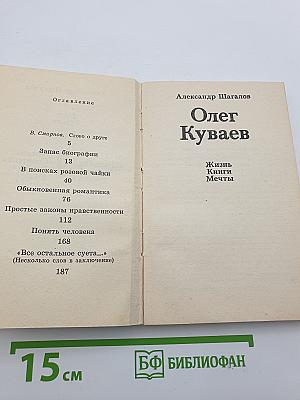 Оглавление
В. Смирнов. Слово о друге
5
Запас биографии
13
В поисках розовой чайки
40
Обыкновенная романтика
76
Простые законы нравственности
112
Понять человека
168
«Все остальное суета...»
(Несколько слов в заключение)
187
Александр Шагалов
Олег
Куваев
Жизнь
Книги
Мечты
15 см
БФ БИБЛИОФАН